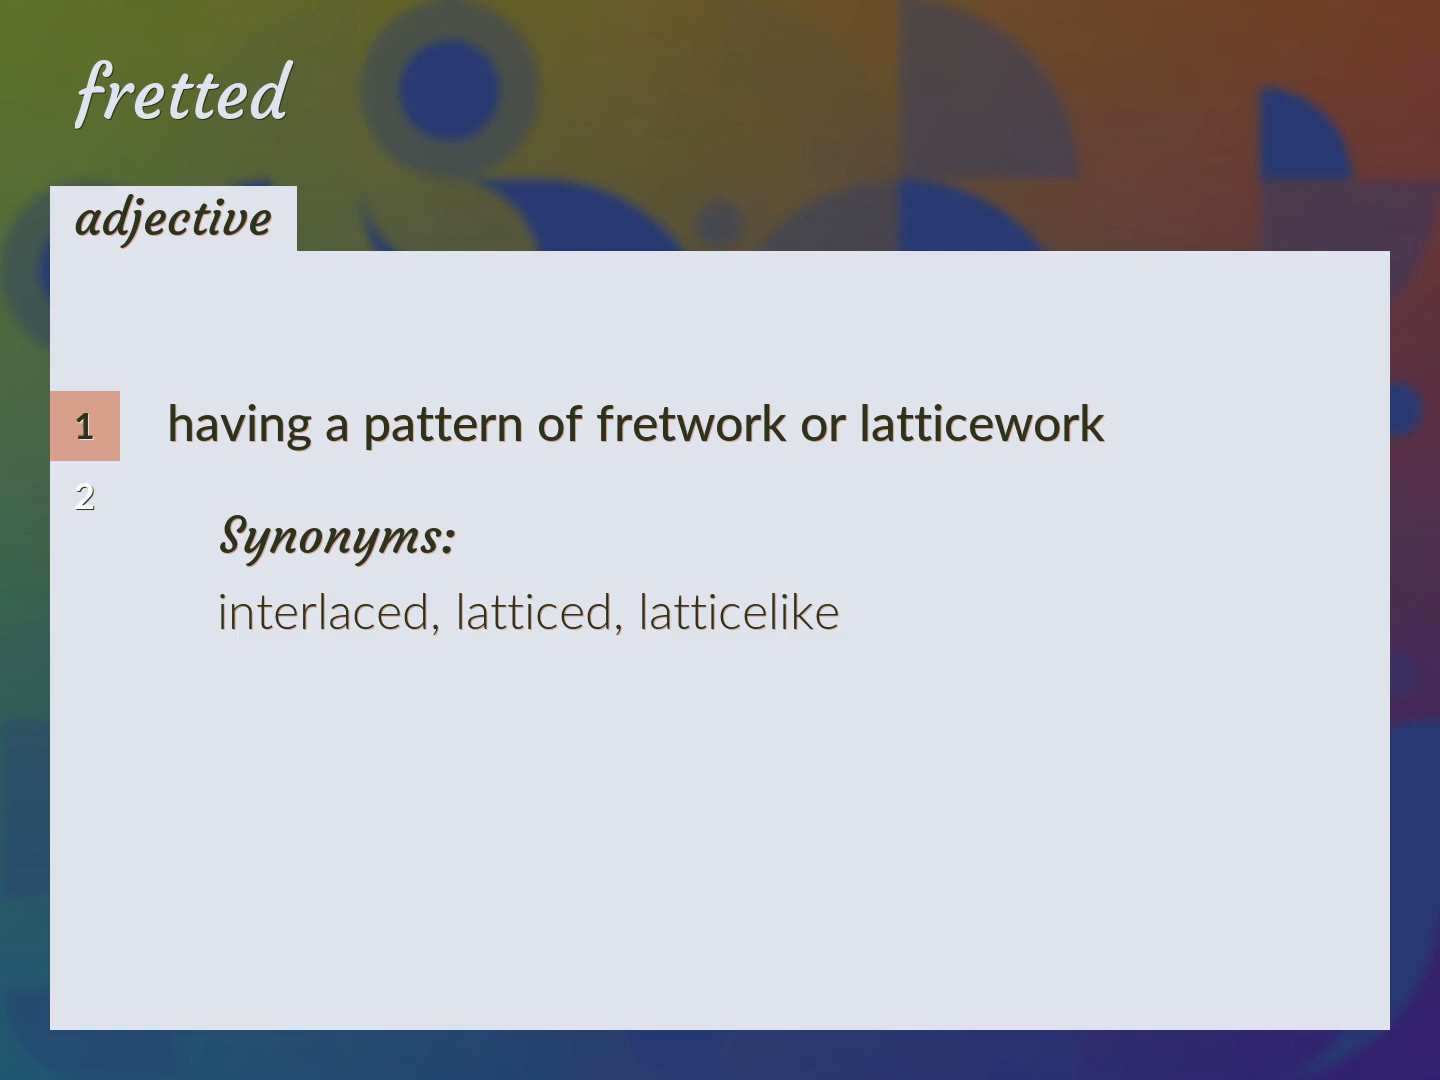 fretted
adjective
1
having a pattern of fretwork or latticework
2
Synonyms:
interlaced, latticed, latticelike